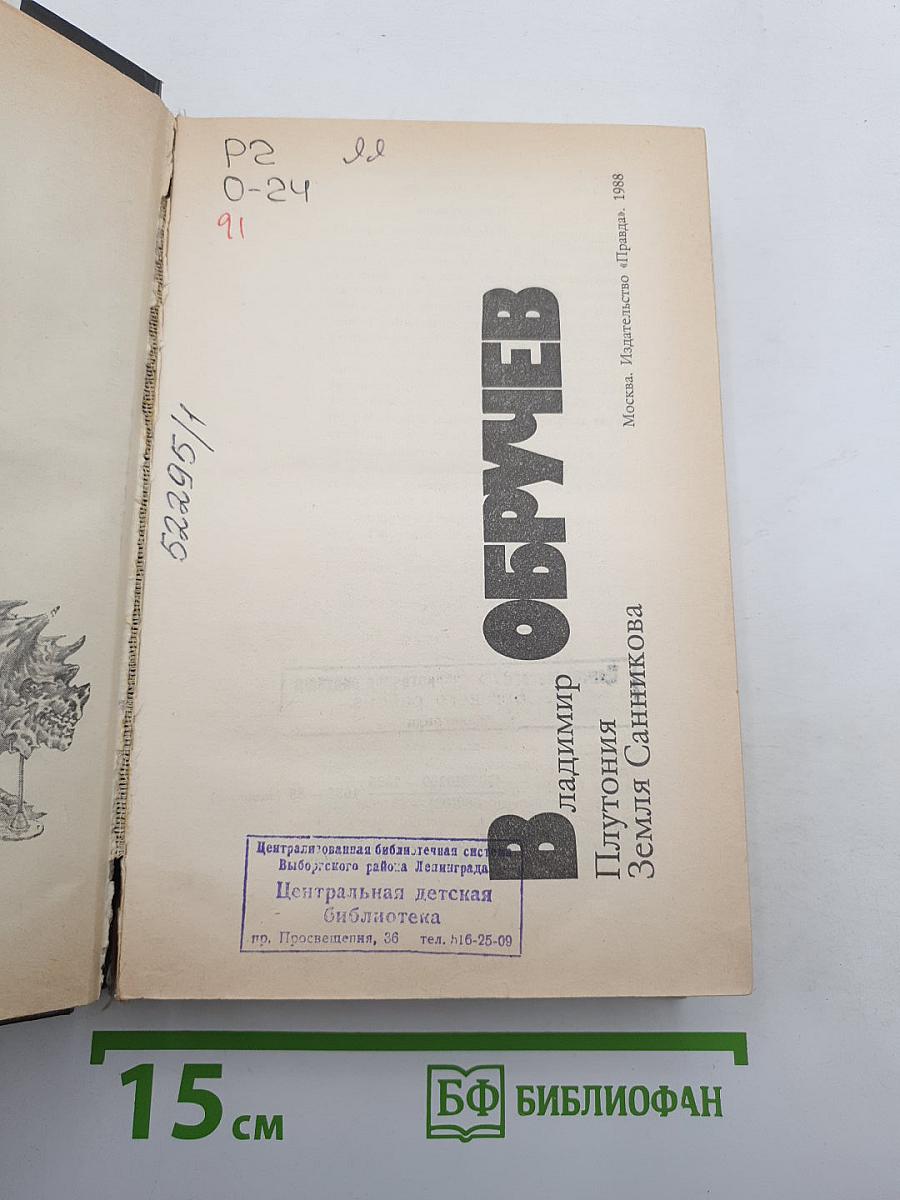 Р2
О-24
91
52295/1
Владимир ОБРУЧЕВ
Плутония
Земля Санникова
Москва. Издательство «Правда». 1988
Централизованная библиотечная система
Выборгского района Ленинграда
Центральная детская
библиотека
пр. Просвещения, 36 тел. 516-25-09
15 см
БФ БИБЛИОФАН